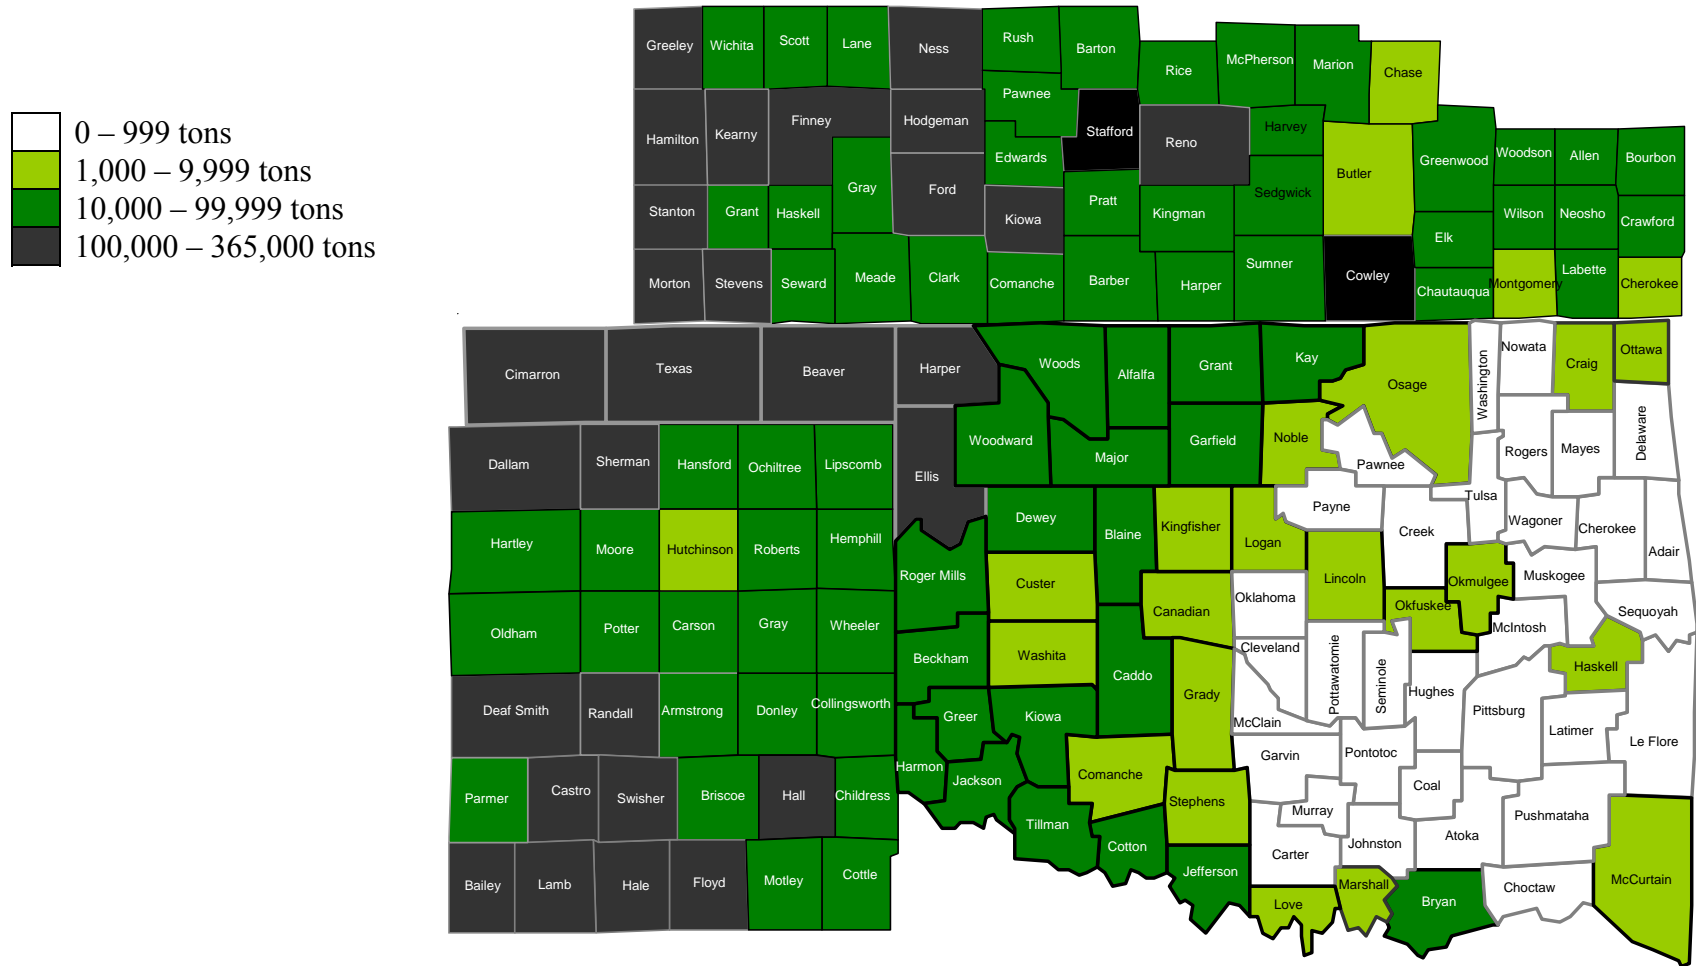 0 – 999 tons
1,000 – 9,999 tons
10,000 – 99,999 tons
100,000 – 365,000 tons
Greeley
Wichita
Scott
Lane
Ness
Rush
Barton
Rice
McPherson
Marion
Chase
Hamilton
Kearny
Finney
Hodgeman
Pawnee
Stafford
Reno
Harvey
Butler
Greenwood
Woodson
Allen
Bourbon
Edwards
Gray
Ford
Sedgwick
Stanton
Grant
Haskell
Kiowa
Pratt
Kingman
Wilson
Neosho
Crawford
Elk
Morton
Stevens
Seward
Meade
Clark
Comanche
Barber
Harper
Sumner
Cowley
Chautauqua
Montgomery
Labette
Cherokee
Cimarron
Texas
Beaver
Harper
Woods
Alfalfa
Grant
Kay
Osage
Washington
Nowata
Craig
Ottawa
Woodward
Major
Garfield
Noble
Pawnee
Rogers
Mayes
Delaware
Dallam
Sherman
Hansford
Ochiltree
Lipscomb
Ellis
Dewey
Blaine
Kingfisher
Logan
Payne
Creek
Tulsa
Wagoner
Cherokee
Adair
Hartley
Moore
Hutchinson
Roberts
Hemphill
Roger Mills
Custer
Canadian
Oklahoma
Lincoln
Okfuskee
Okmulgee
Muskogee
McIntosh
Sequoyah
Oldham
Potter
Carson
Gray
Wheeler
Beckham
Washita
Caddo
Grady
Cleveland
Pottawatomie
Seminole
Hughes
Haskell
Pittsburg
Latimer
Le Flore
Deaf Smith
Randall
Armstrong
Donley
Collingsworth
Greer
Kiowa
McClain
Garvin
Pontotoc
Parmer
Castro
Swisher
Briscoe
Hall
Childress
Harmon
Jackson
Comanche
Stephens
Murray
Coal
Pushmataha
Tillman
Cotton
Carter
Johnston
Atoka
Bailey
Lamb
Hale
Floyd
Motley
Cottle
Jefferson
Love
Marshall
Bryan
Choctaw
McCurtain